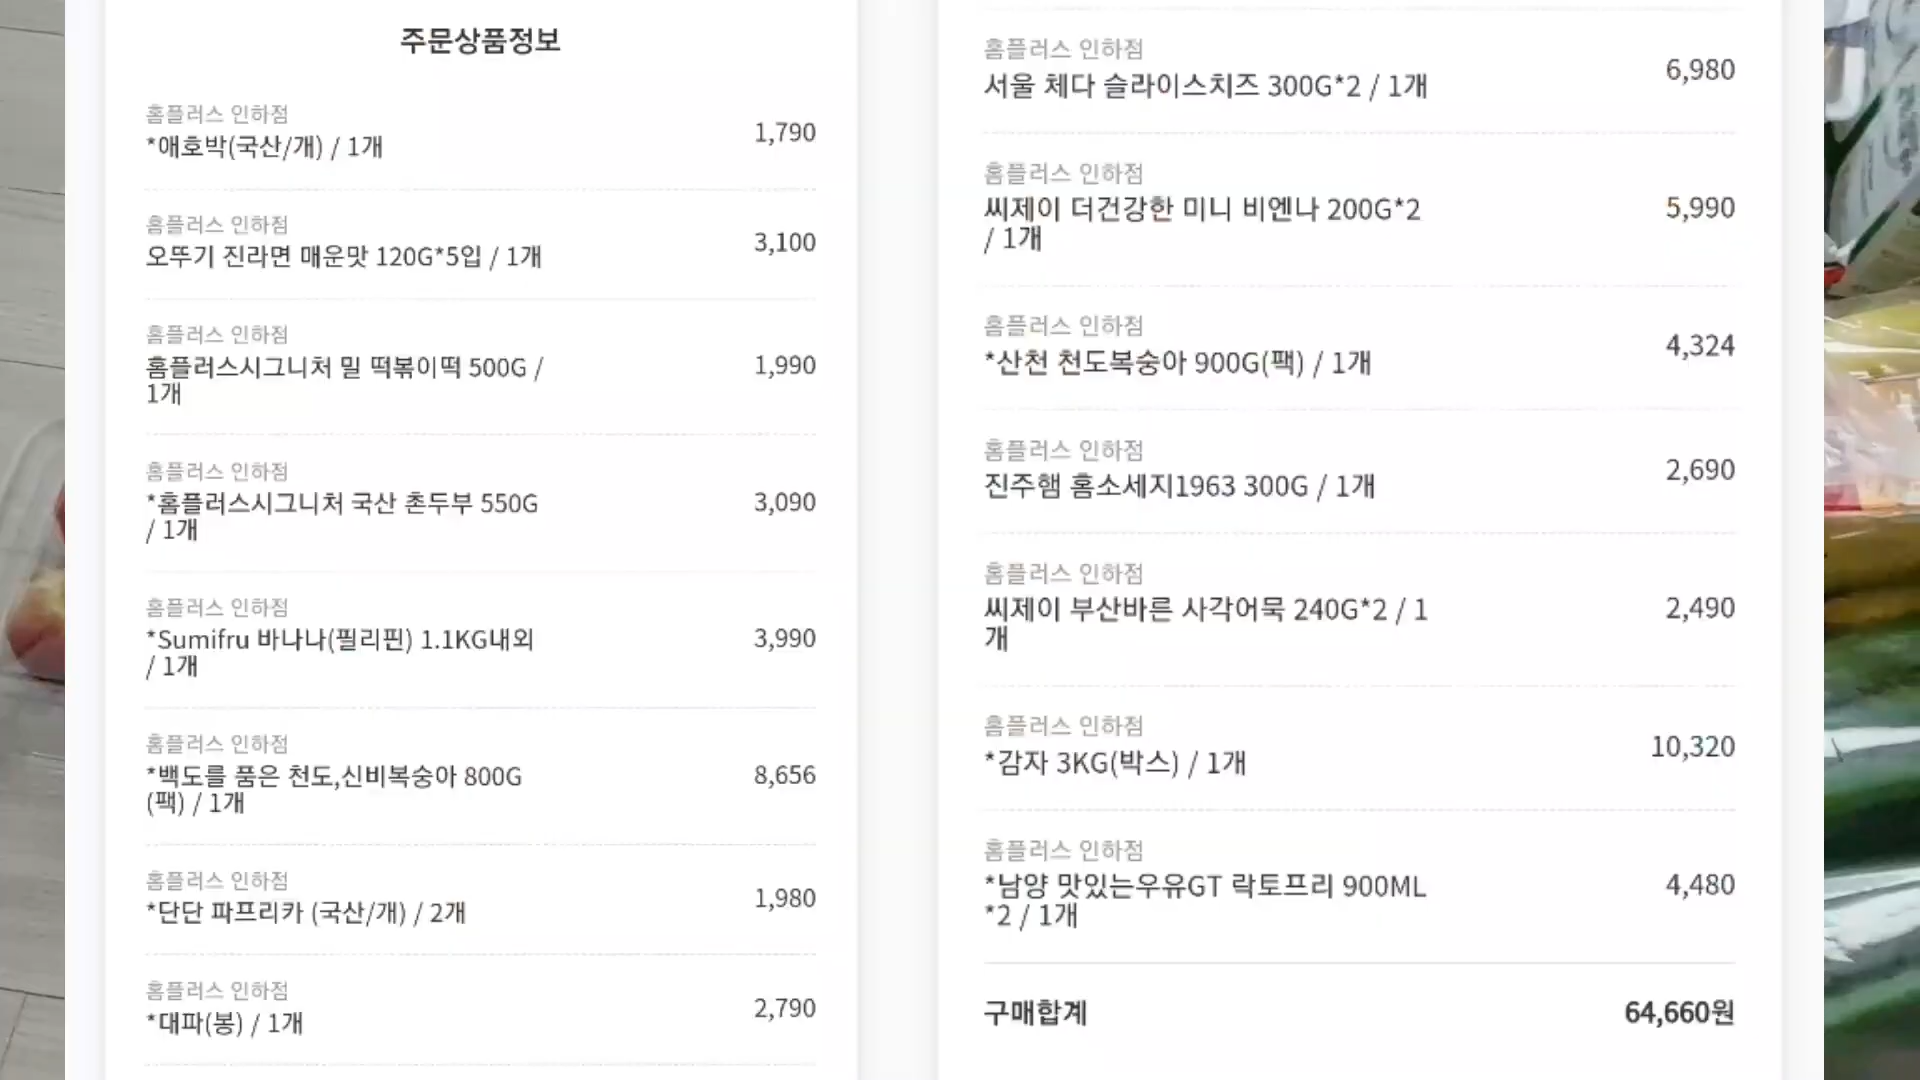 주문상품정보
홈플러스 인하점
*애호박(국산/개) / 1개
1,790
홈플러스 인하점
오뚜기 진라면 매운맛 120G*5입 / 1개
3,100
홈플러스 인하점
홈플러스시그니처 밀 떡볶이떡 500G /
1개
1,990
홈플러스 인하점
*홈플러스시그니처 국산 촌두부 550G
/ 1개
3,090
홈플러스 인하점
*Sumifru 바나나(필리핀) 1.1KG내외
/ 1개
3,990
홈플러스 인하점
*백도를 품은 천도,신비복숭아 800G
(팩) / 1개
8,656
홈플러스 인하점
*단단 파프리카 (국산/개) / 2개
1,980
홈플러스 인하점
*대파(봉) / 1개
2,790
홈플러스 인하점
서울 체다 슬라이스치즈 300G*2 / 1개
6,980
홈플러스 인하점
씨제이 더건강한 미니 비엔나 200G*2
/ 1개
5,990
홈플러스 인하점
*산천 천도복숭아 900G(팩) / 1개
4,324
홈플러스 인하점
진주햄 홈소세지1963 300G / 1개
2,690
홈플러스 인하점
씨제이 부산바른 사각어묵 240G*2 / 1
개
2,490
홈플러스 인하점
*감자 3KG(박스) / 1개
10,320
홈플러스 인하점
*남양 맛있는우유GT 락토프리 900ML
*2 / 1개
4,480
구매합계
64,660원